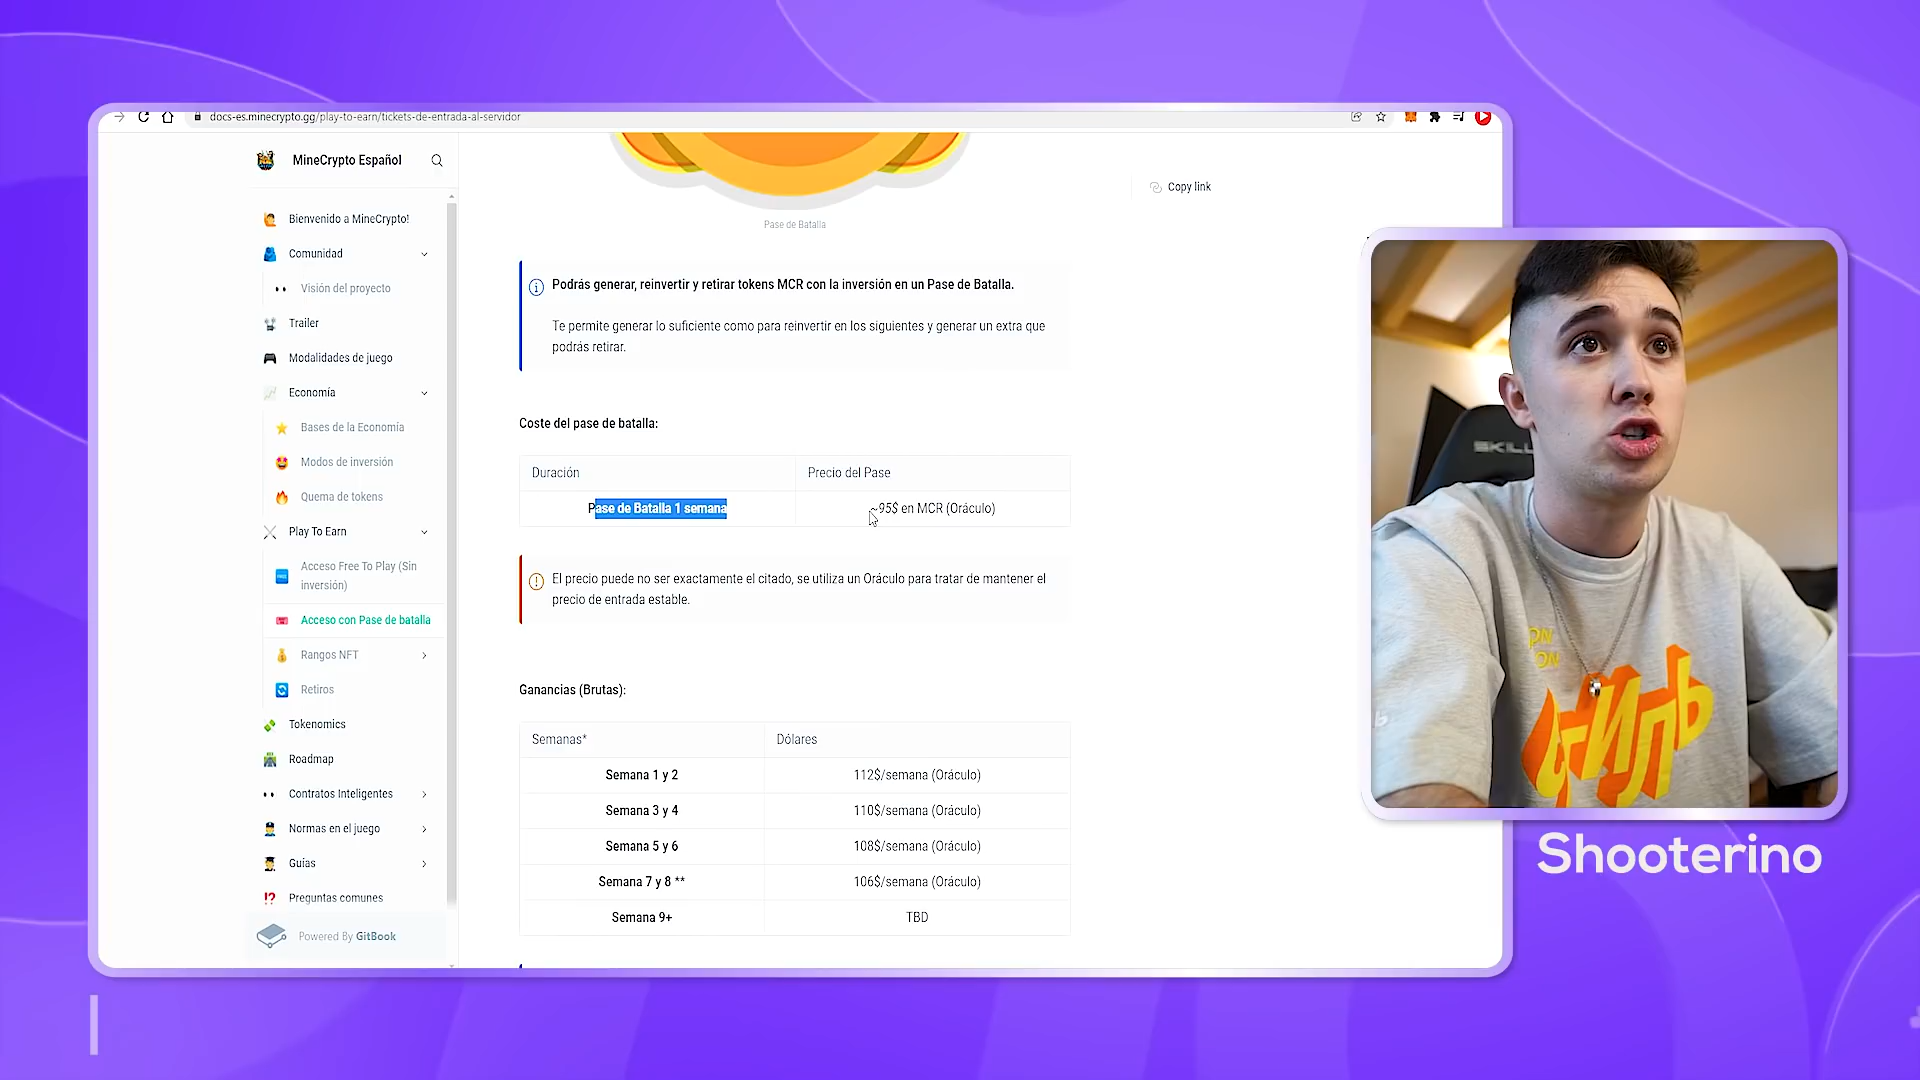 docs-es.minecrypto.gg/play-to-earn/tickets-de-entrada-al-servidor
MineCrypto Español
Bienvenido a MineCrypto!
Comunidad
Visión del proyecto
Trailer
Modalidades de juego
Economía
Bases de la Economía
Modos de inversión
Quema de tokens
Play To Earn
Acceso Free To Play (Sin
inversión)
Acceso con Pase de batalla
Rangos NFT
Retiros
Tokenomics
Roadmap
Contratos Inteligentes
Normas en el juego
Guías
Preguntas comunes
Powered By GitBook
Pase de Batalla
Copy link
Podrás generar, reinvertir y retirar tokens MCR con la inversión en un Pase de Batalla.
Te permite generar lo suficiente como para reinvertir en los siguientes y generar un extra que
podrás retirar.
Coste del pase de batalla:
Duración Precio del Pase
Pase de Batalla 1 semana ~95$ en MCR (Oráculo)
El precio puede no ser exactamente el citado, se utiliza un Oráculo para tratar de mantener el
precio de entrada estable.
Ganancias (Brutas):
Semanas* Dólares
Semana 1 y 2 112$/semana (Oráculo)
Semana 3 y 4 110$/semana (Oráculo)
Semana 5 y 6 108$/semana (Oráculo)
Semana 7 y 8 ** 106$/semana (Oráculo)
Semana 9+ TBD
SKILL
стиль
Shooterino